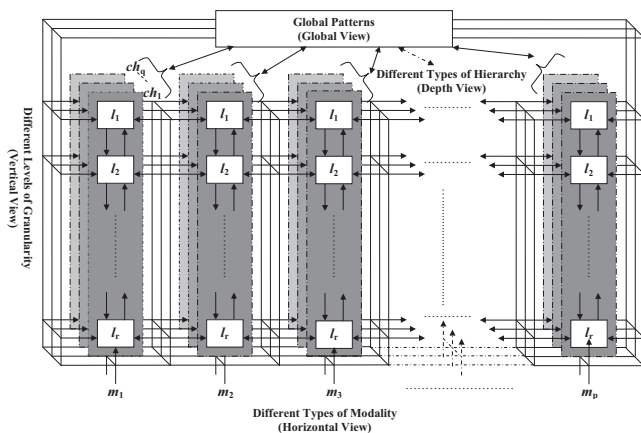 Global Patterns
(Global View)
ch_q
ch_1
Different Types of Hierarchy
(Depth View)
Different Levels of Granularity
(Vertical View)
l_1 l_1 l_1 l_1
l_2 l_2 l_2 l_2
l_r l_r l_r l_r
m_1 m_2 m_3 m_p
Different Types of Modality
(Horizontal View)